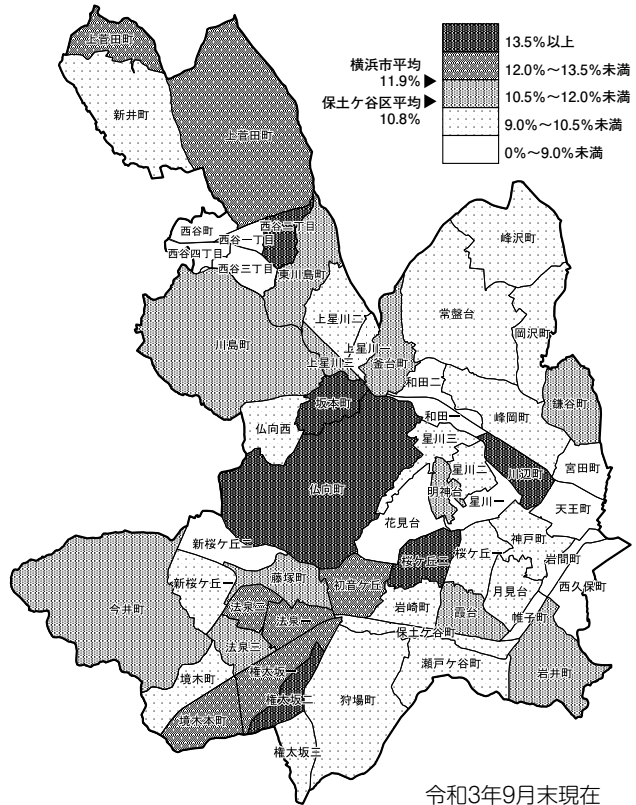 上菅田町
新井町
上菅田町
横浜市平均
11.9%▶
保土ケ谷区平均▶
10.8%
13.5%以上
12.0%～13.5%未満
10.5%～12.0%未満
9.0%～10.5%未満
0%～9.0%未満
西谷町
西谷二丁目
西谷一丁目
西谷四丁目
西谷三丁目
東川島町
川島町
上星川二
上星川一
上星川三
釜台町
峰沢町
常盤台
岡沢町
和田二
和田一
鎌谷町
峰岡町
坂本町
仏向西
仏向町
星川三
星川二
星川一
明神台
川辺町
宮田町
天王町
花見台
新桜ケ丘二
新桜ケ丘一
藤塚町
初音ケ丘
桜ケ丘二
桜ケ丘一
神戸町
岩間町
西久保町
月見台
今井町
法泉二
法泉一
法泉三
岩崎町
霞台
帷子町
保土ケ谷町
瀬戸ケ谷町
岩井町
境木町
境木本町
権太坂一
権太坂二
権太坂三
狩場町
令和3年9月末現在